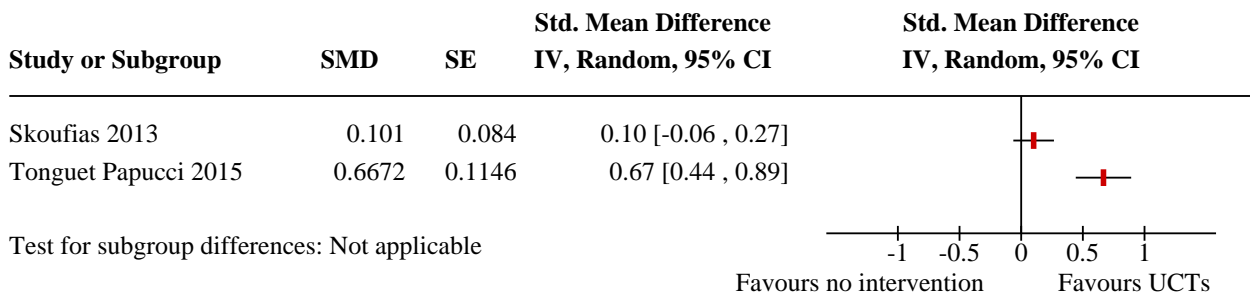 Std. Mean Difference Std. Mean Difference
Study or Subgroup SMD SE IV, Random, 95% CI IV, Random, 95% CI
Skoufias 2013 0.101 0.084 0.10 [-0.06 , 0.27]
Tonguet Papucci 2015 0.6672 0.1146 0.67 [0.44 , 0.89]
Test for subgroup differences: Not applicable
-1 -0.5 0 0.5 1
Favours no intervention Favours UCTs